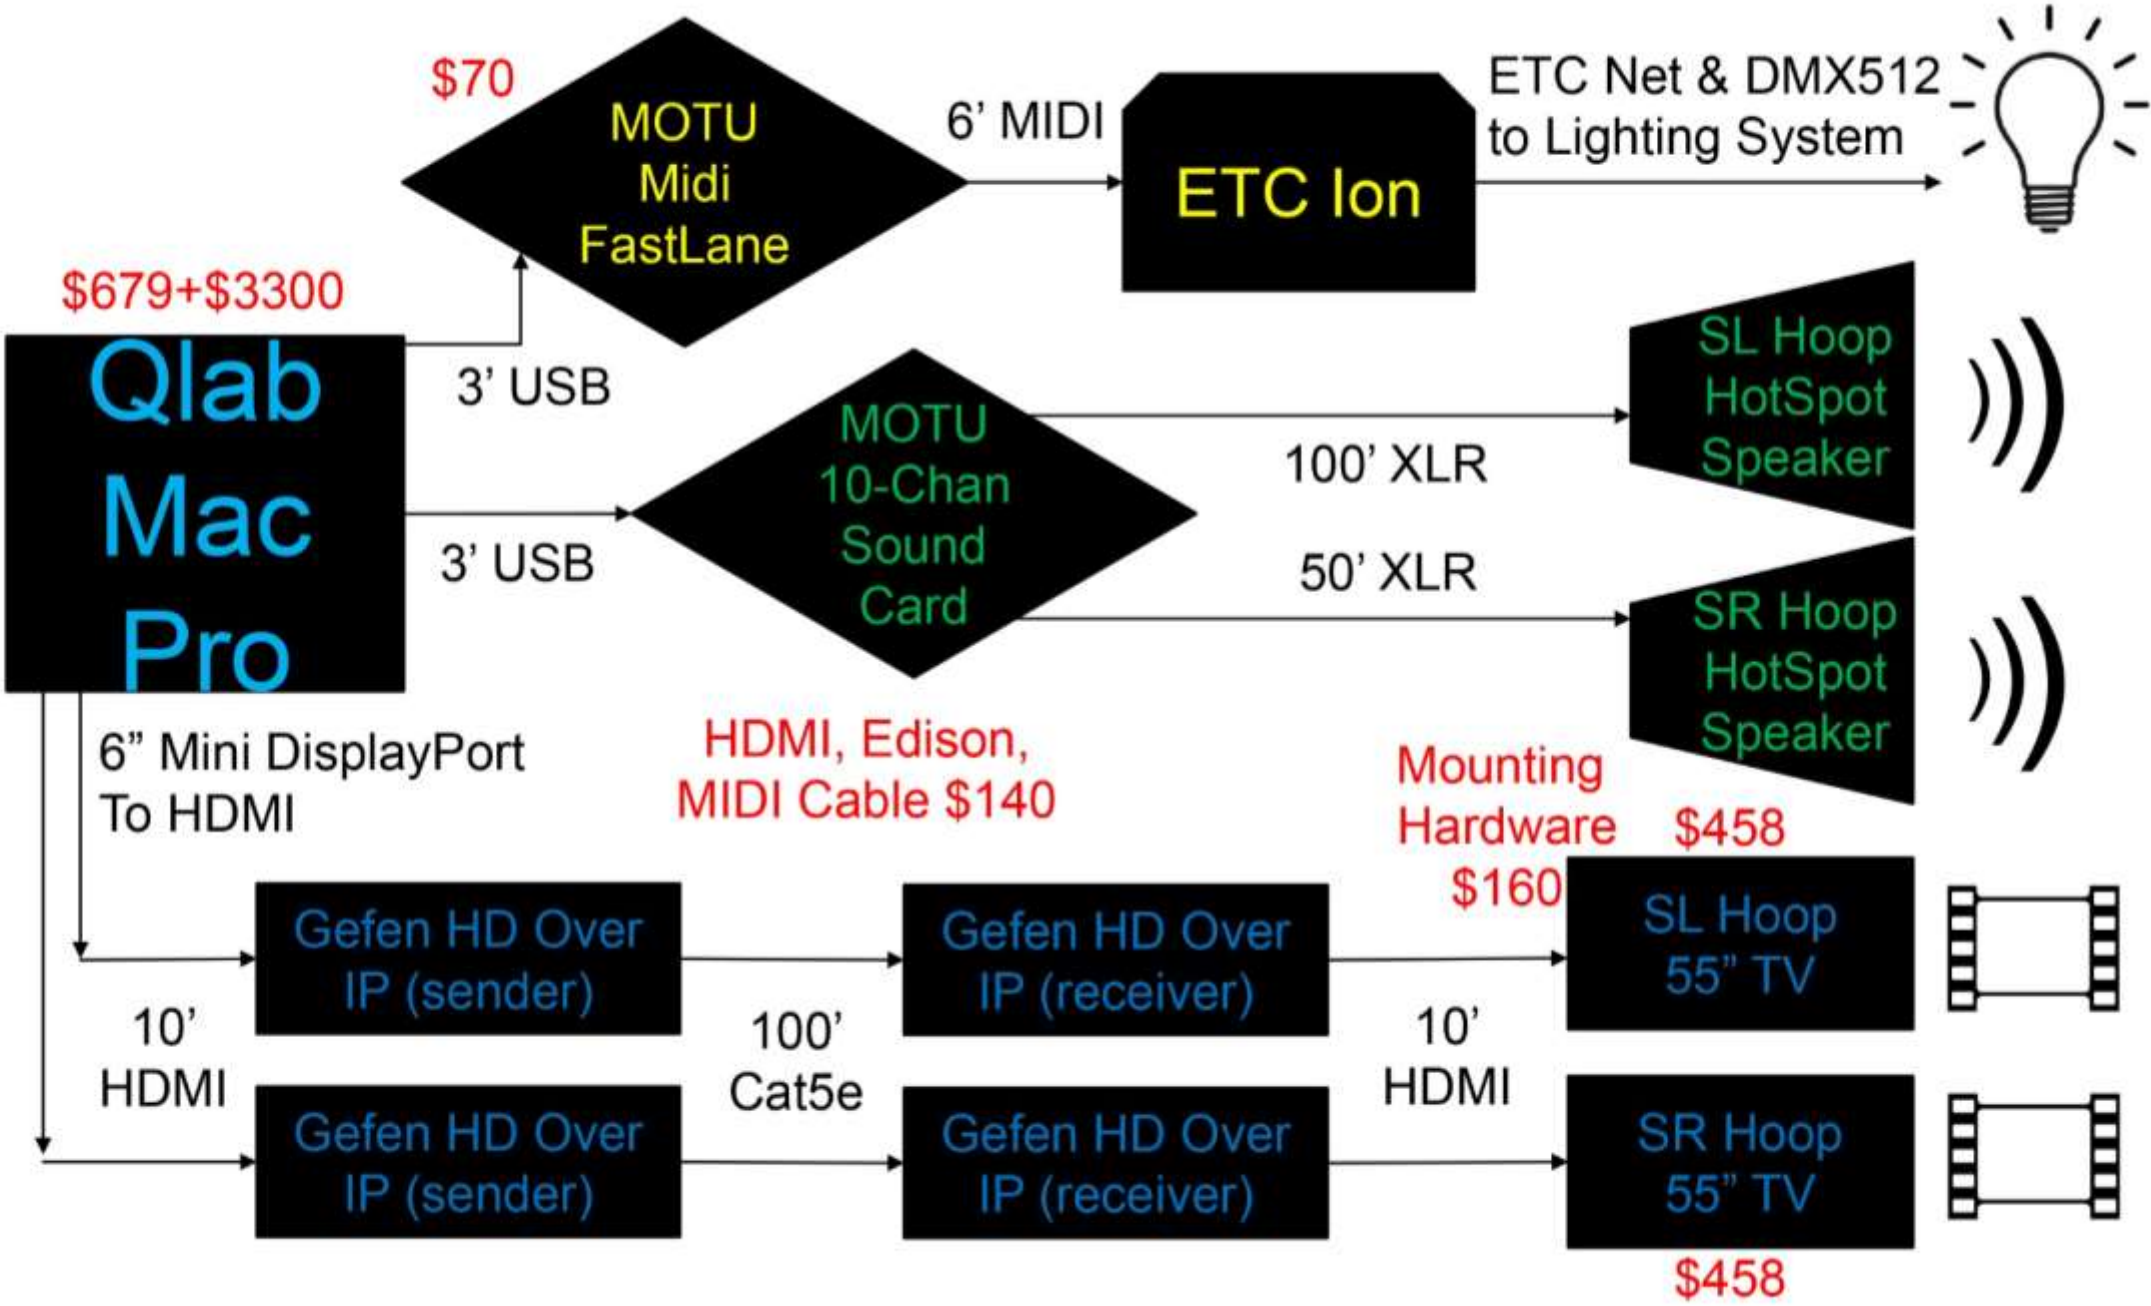 $70
MOTU
Midi
FastLane
6’ MIDI
ETC Ion
ETC Net & DMX512
to Lighting System
$679+$3300
Qlab
Mac
Pro
3’ USB
3’ USB
MOTU
10-Chan
Sound
Card
100’ XLR
50’ XLR
SL Hoop
HotSpot
Speaker
SR Hoop
HotSpot
Speaker
6” Mini DisplayPort
To HDMI
HDMI, Edison,
MIDI Cable $140
Mounting
Hardware
$160
$458
Gefen HD Over
IP (sender)
Gefen HD Over
IP (receiver)
SL Hoop
55” TV
10’
HDMI
100’
Cat5e
10’
HDMI
Gefen HD Over
IP (sender)
Gefen HD Over
IP (receiver)
SR Hoop
55” TV
$458